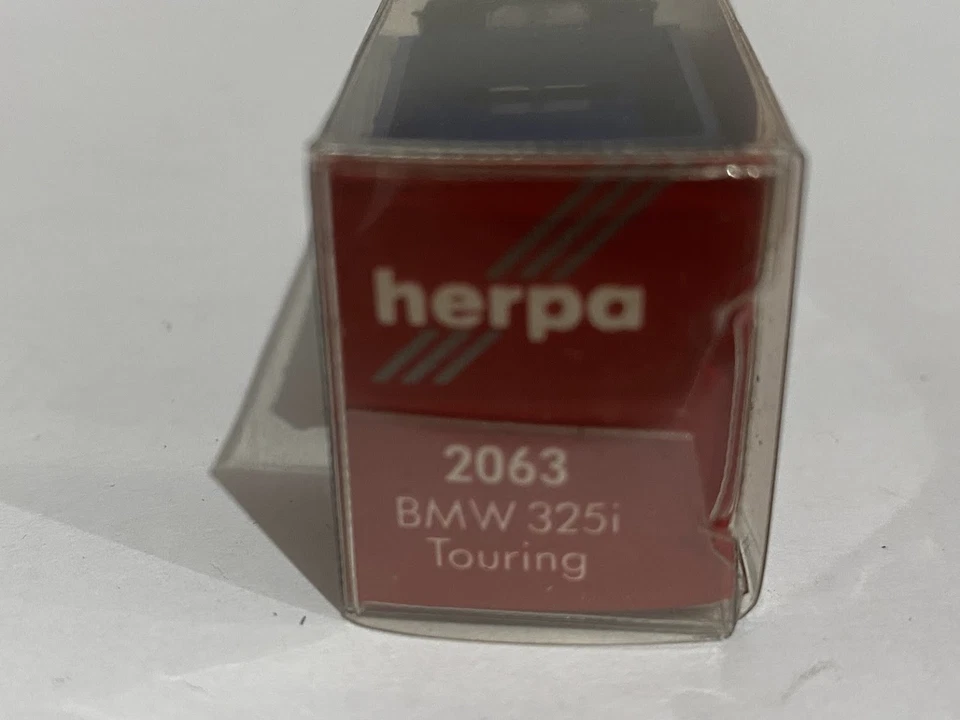 herpa
2063
BMW 325i
Touring